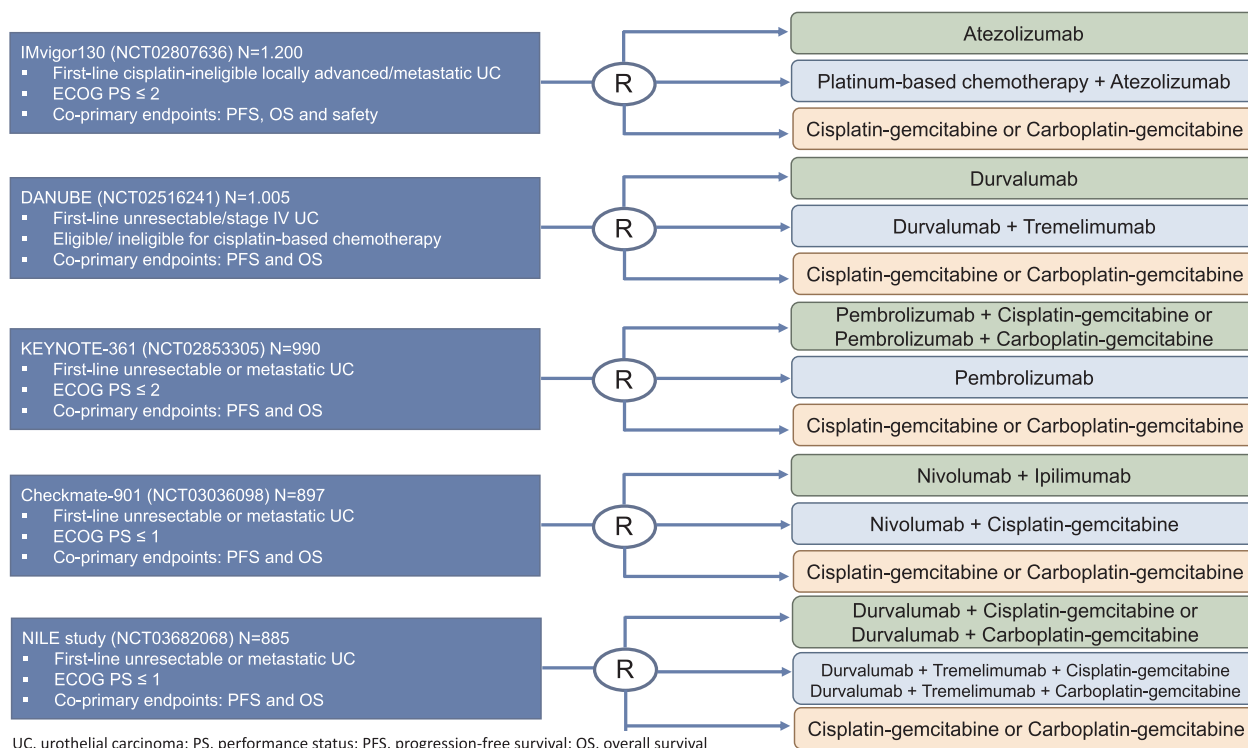 IMvigor130 (NCT02807636) N=1.200
▪ First-line cisplatin-ineligible locally advanced/metastatic UC
▪ ECOG PS ≤ 2
▪ Co-primary endpoints: PFS, OS and safety
R
Atezolizumab
Platinum-based chemotherapy + Atezolizumab
Cisplatin-gemcitabine or Carboplatin-gemcitabine
DANUBE (NCT02516241) N=1.005
▪ First-line unresectable/stage IV UC
▪ Eligible/ ineligible for cisplatin-based chemotherapy
▪ Co-primary endpoints: PFS and OS
R
Durvalumab
Durvalumab + Tremelimumab
Cisplatin-gemcitabine or Carboplatin-gemcitabine
KEYNOTE-361 (NCT02853305) N=990
▪ First-line unresectable or metastatic UC
▪ ECOG PS ≤ 2
▪ Co-primary endpoints: PFS and OS
R
Pembrolizumab + Cisplatin-gemcitabine or
Pembrolizumab + Carboplatin-gemcitabine
Pembrolizumab
Cisplatin-gemcitabine or Carboplatin-gemcitabine
Checkmate-901 (NCT03036098) N=897
▪ First-line unresectable or metastatic UC
▪ ECOG PS ≤ 1
▪ Co-primary endpoints: PFS and OS
R
Nivolumab + Ipilimumab
Nivolumab + Cisplatin-gemcitabine
Cisplatin-gemcitabine or Carboplatin-gemcitabine
NILE study (NCT03682068) N=885
▪ First-line unresectable or metastatic UC
▪ ECOG PS ≤ 1
▪ Co-primary endpoints: PFS and OS
R
Durvalumab + Cisplatin-gemcitabine or
Durvalumab + Carboplatin-gemcitabine
Durvalumab + Tremelimumab + Cisplatin-gemcitabine
Durvalumab + Tremelimumab + Carboplatin-gemcitabine
Cisplatin-gemcitabine or Carboplatin-gemcitabine
UC, urothelial carcinoma; PS, performance status; PFS, progression-free survival; OS, overall survival